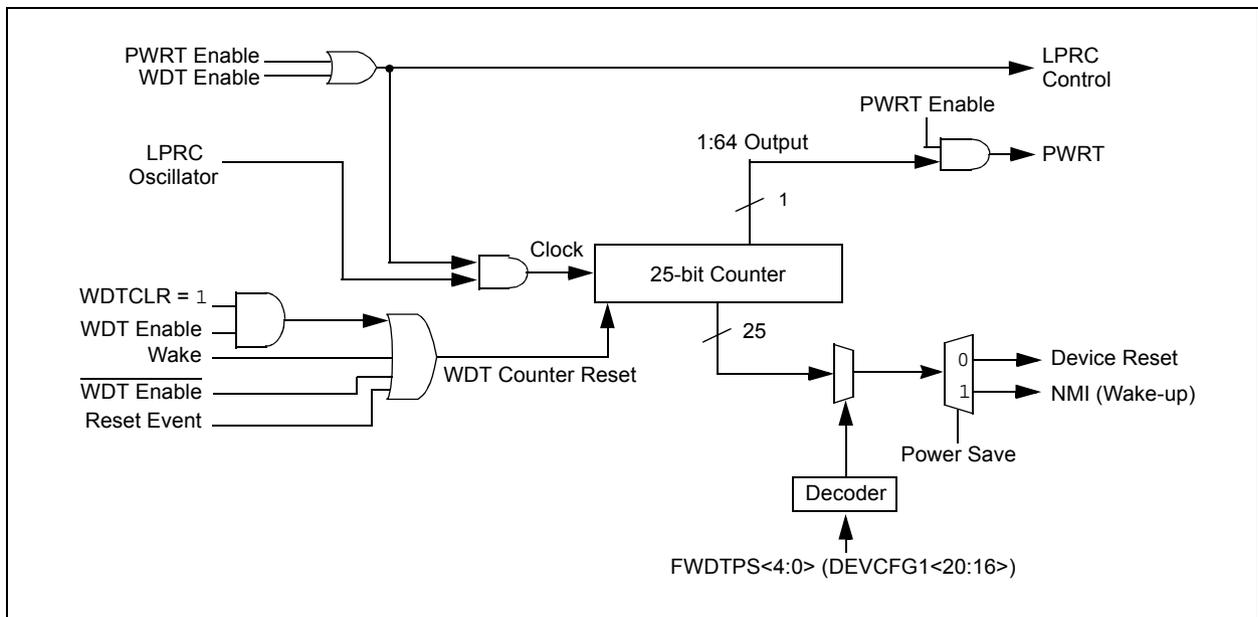 PWRT Enable
WDT Enable
LPRC
Control
PWRT Enable
1:64 Output
LPRC
Oscillator
PWRT
1
Clock
25-bit Counter
WDTCLR = 1
WDT Enable
Wake
25
WDT Counter Reset
0
Device Reset
WDT Enable
1
NMI (Wake-up)
Reset Event
Power Save
Decoder
FWDTPS<4:0> (DEVCFG1<20:16>)